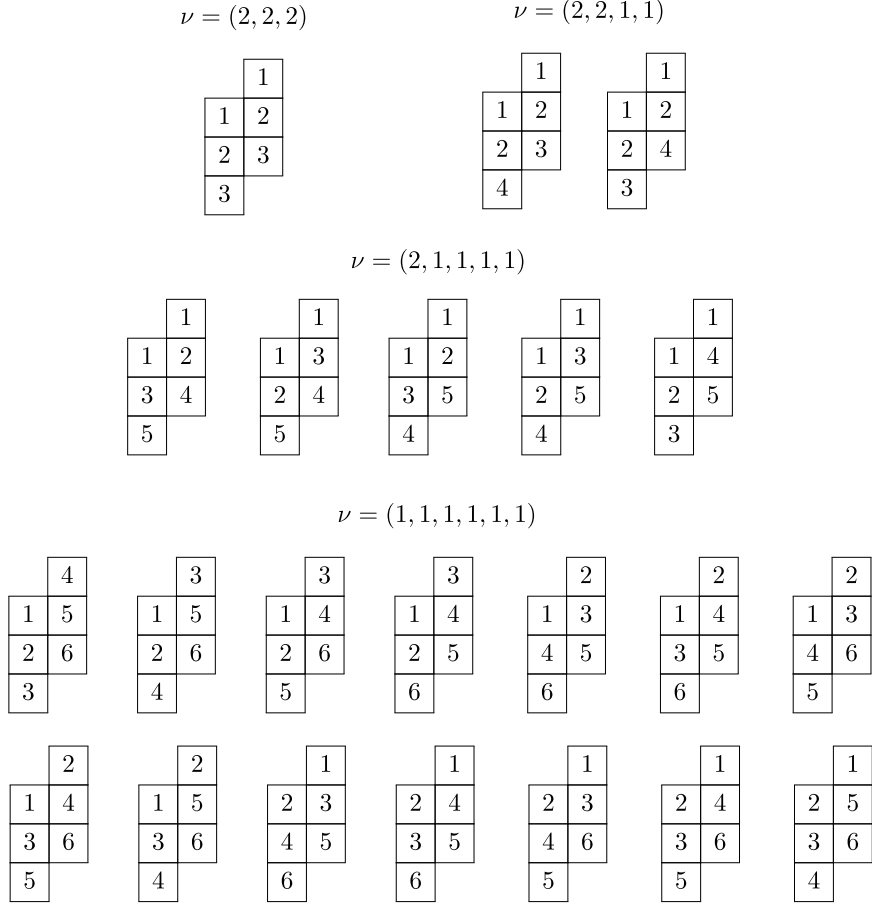 ν = (2, 2, 2) ν = (2, 2, 1, 1)
1 1 1
1 2 1 2 1 2
2 3 2 3 2 4
3 4 3
ν = (2, 1, 1, 1, 1)
1 1 1 1 1
1 2 1 3 1 2 1 3 1 4
3 4 2 4 3 5 2 5 2 5
5 5 4 4 3
ν = (1, 1, 1, 1, 1, 1)
4 3 3 3 2 2 2
1 5 1 5 1 4 1 4 1 3 1 4 1 3
2 6 2 6 2 6 2 5 4 5 3 5 4 6
3 4 5 6 6 6 5
2 2 1 1 1 1 1
1 4 1 5 2 3 2 4 2 3 2 4 2 5
3 6 3 6 4 5 3 5 4 6 3 6 3 6
5 4 6 6 5 5 4